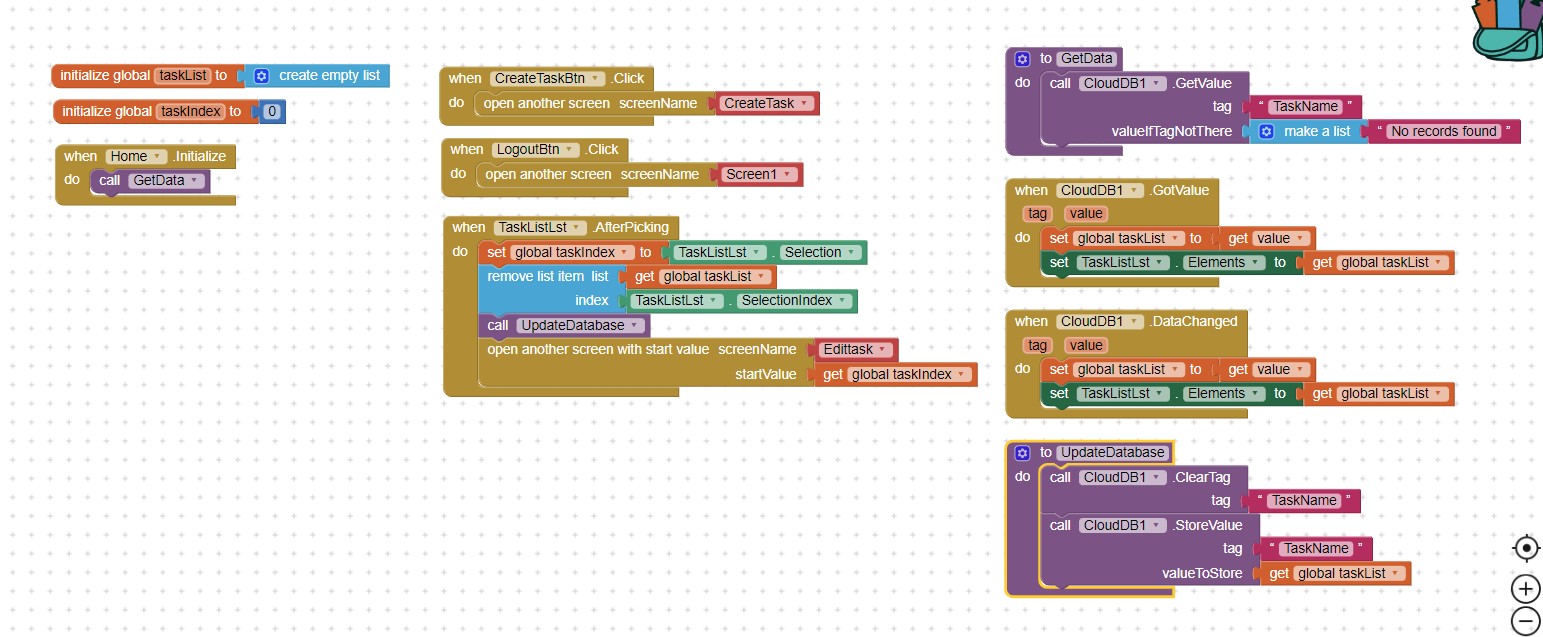 initialize global taskList to create empty list
initialize global taskIndex to 0
when Home .Initialize
do call GetData
when CreateTaskBtn .Click
do open another screen screenName CreateTask
when LogoutBtn .Click
do open another screen screenName Screen1
when TaskListLst .AfterPicking
do set global taskIndex to TaskListLst . Selection
remove list item list get global taskList
index TaskListLst . SelectionIndex
call UpdateDatabase
open another screen with start value screenName Edittask
startValue get global taskIndex
to GetData
do call CloudDB1 .GetValue
tag " TaskName "
valueIfTagNotThere make a list " No records found "
when CloudDB1 .GotValue
tag value
do set global taskList to get value
set TaskListLst . Elements to get global taskList
when CloudDB1 .DataChanged
tag value
do set global taskList to get value
set TaskListLst . Elements to get global taskList
to UpdateDatabase
do call CloudDB1 .ClearTag
tag " TaskName "
call CloudDB1 .StoreValue
tag " TaskName "
valueToStore get global taskList